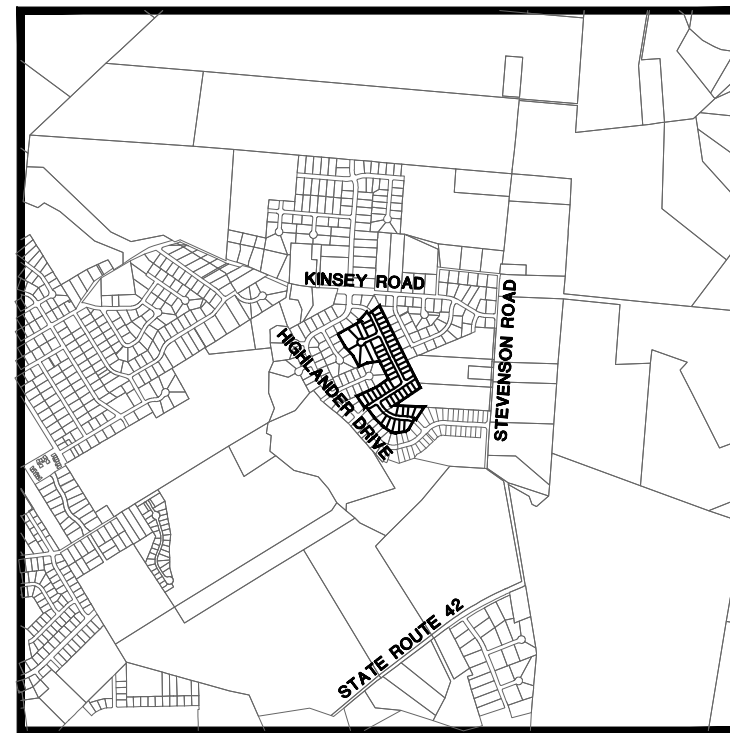 KINSEY ROAD
HIGHLANDER DRIVE
STEVENSON ROAD
STATE ROUTE 42